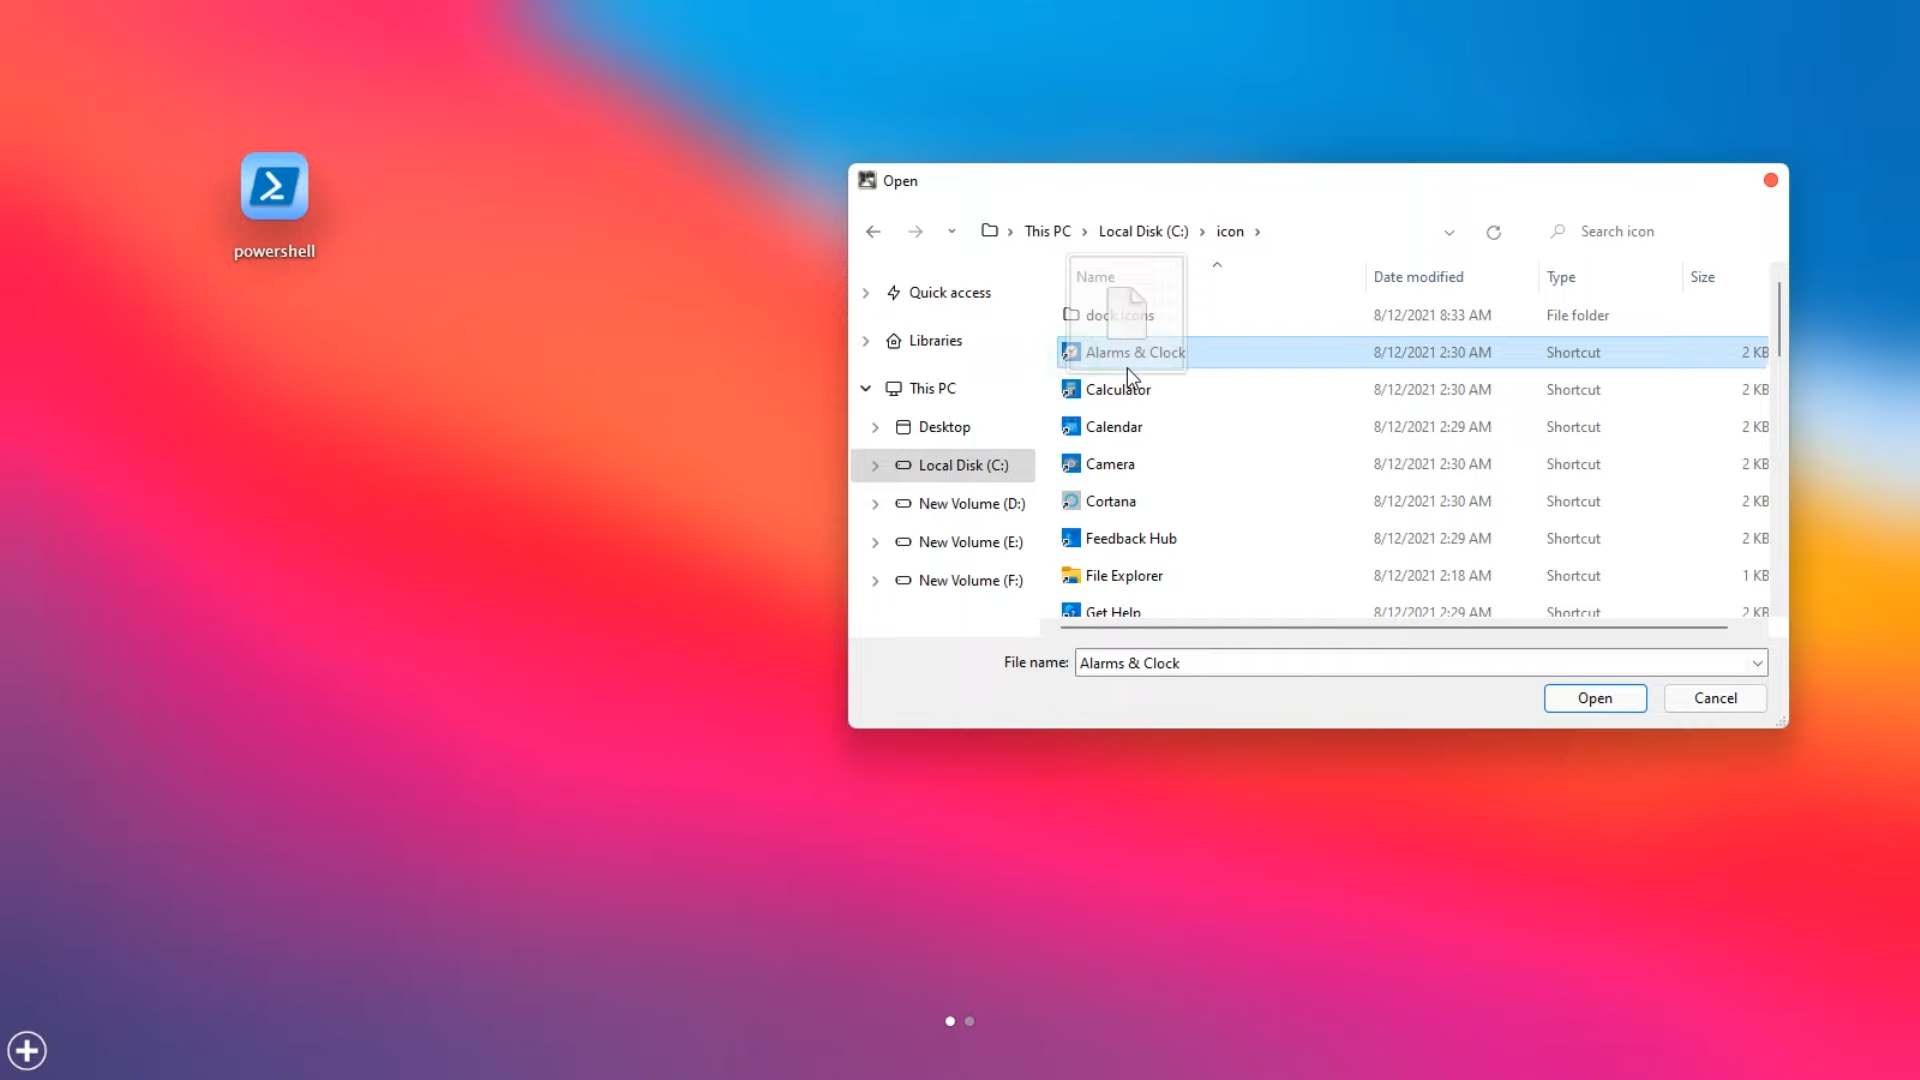 powershell
Open
This PC
Local Disk (C:)
icon
Search icon
Quick access
Libraries
This PC
Desktop
Local Disk (C:)
New Volume (D:)
New Volume (E:)
New Volume (F:)
Name Date modified Type Size
dock icons 8/12/2021 8:33 AM File folder
Alarms & Clock 8/12/2021 2:30 AM Shortcut 2 KB
Calculator 8/12/2021 2:30 AM Shortcut 2 KB
Calendar 8/12/2021 2:29 AM Shortcut 2 KB
Camera 8/12/2021 2:30 AM Shortcut 2 KB
Cortana 8/12/2021 2:30 AM Shortcut 2 KB
Feedback Hub 8/12/2021 2:29 AM Shortcut 2 KB
File Explorer 8/12/2021 2:18 AM Shortcut 1 KB
Get Help 8/12/2021 2:29 AM Shortcut 2 KB
File name: Alarms & Clock
Open Cancel